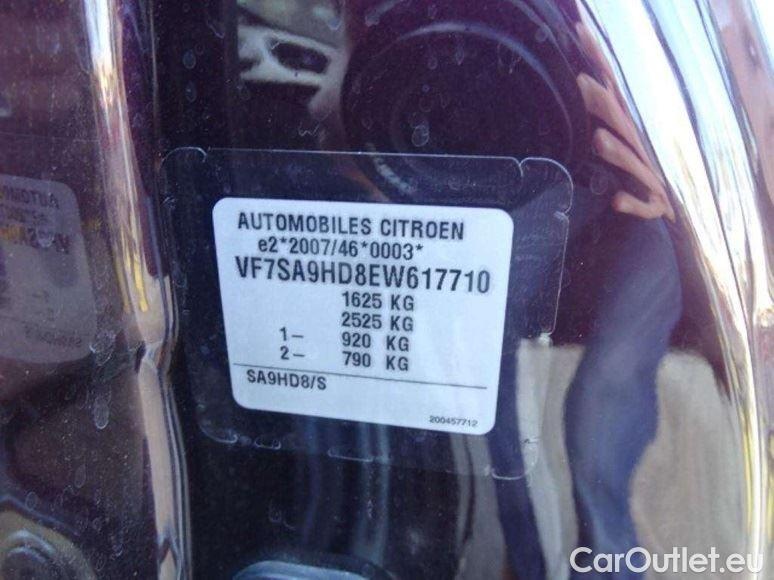 AUTOMOBILES CITROEN
e2*2007/46*0003*
VF7SA9HD8EW617710
1625 KG
2525 KG
1- 920 KG
2- 790 KG
SA9HD8/S
200457712
CarOutlet.eu